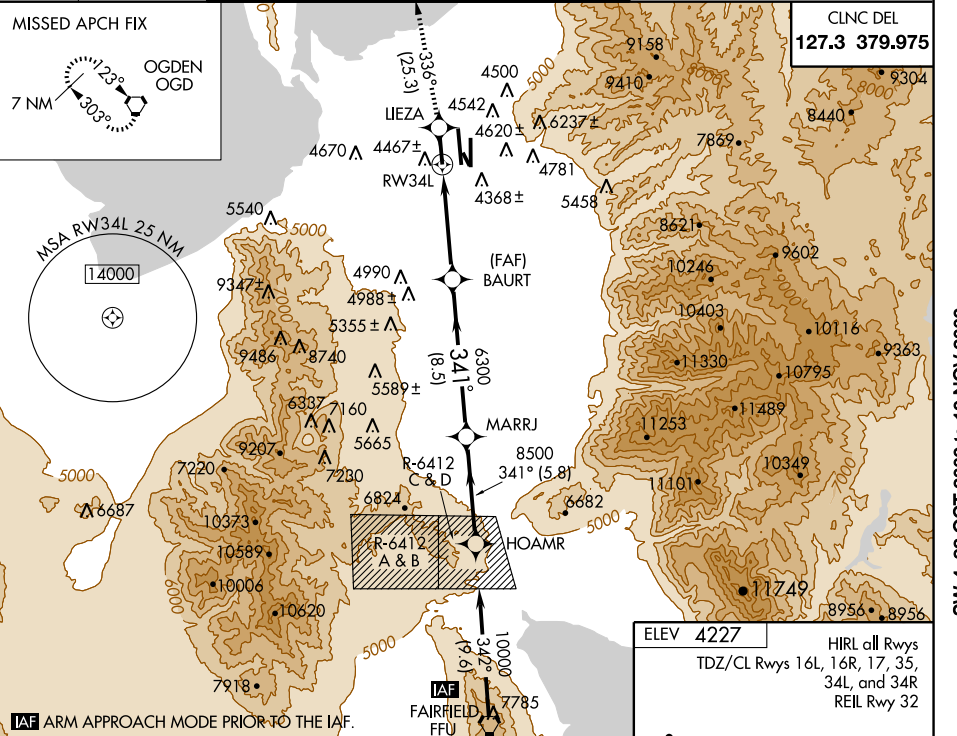 MISSED APCH FIX
123°
OGDEN
OGD
7 NM
303°
CLNC DEL
127.3 379.975
336°
(25.3)
9158
9410
8000
9304
8000
8440
4500
5000
4542
LIEZA
6237±
4620±
7869
4670
4467±
4781
RW34L
4368±
5458
5540
5000
MSA RW34L 25 NM
14000
8621
9602
(FAF)
BAURT
4990
4988±
10246
9347±
5355±
10403
10116
9486
8740
6300
341°
(8.5)
11330
9363
10795
5589±
6337
7160
5665
MARRJ
11489
11253
9207
7220
7230
R-6412
C & D
8500
341° (5.8)
10349
11101
5000
6687
6824
6682
5000
10373
R-6412
A & B
HOAMR
10589
10006
11749
10620
8956
8956
5000
10000
342°
(9.6)
ELEV 4227
HIRL all Rwys
TDZ/CL Rwys 16L, 16R, 17, 35,
34L, and 34R
REIL Rwy 32
7918
IAF
FAIRFIELD
FFU
7785
IAF ARM APPROACH MODE PRIOR TO THE IAF.